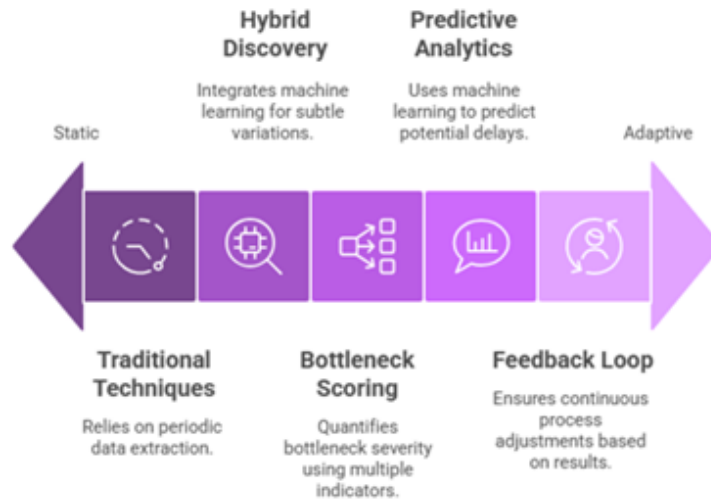 Hybrid
Discovery
Integrates machine
learning for subtle
variations.
Predictive
Analytics
Uses machine
learning to predict
potential delays.
Static
Adaptive
Traditional
Techniques
Relies on periodic
data extraction.
Bottleneck
Scoring
Quantifies
bottleneck severity
using multiple
indicators.
Feedback Loop
Ensures continuous
process
adjustments based
on results.